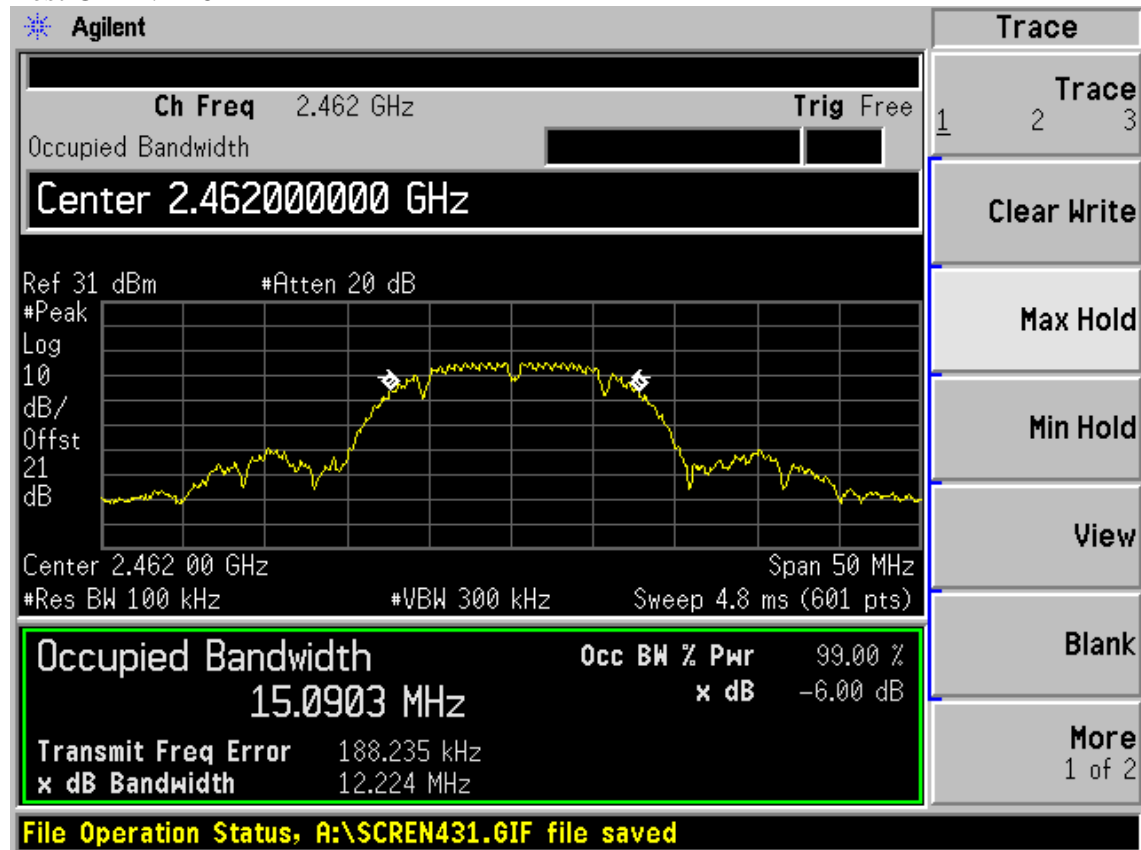 Agilent
Trace
Ch Freq 2.462 GHz Trig Free
Occupied Bandwidth
Center 2.462000000 GHz
Ref 31 dBm #Atten 20 dB
#Peak
Log
10
dB/
Offst
21
dB
Center 2.462 00 GHz Span 50 MHz
#Res BW 100 kHz #VBW 300 kHz Sweep 4.8 ms (601 pts)
Occupied Bandwidth Occ BW % Pwr 99.00 %
15.0903 MHz x dB -6.00 dB
Transmit Freq Error 188.235 kHz
x dB Bandwidth 12.224 MHz
File Operation Status, A:\SCREN431.GIF file saved
Trace
1 2 3
Clear Write
Max Hold
Min Hold
View
Blank
More
1 of 2